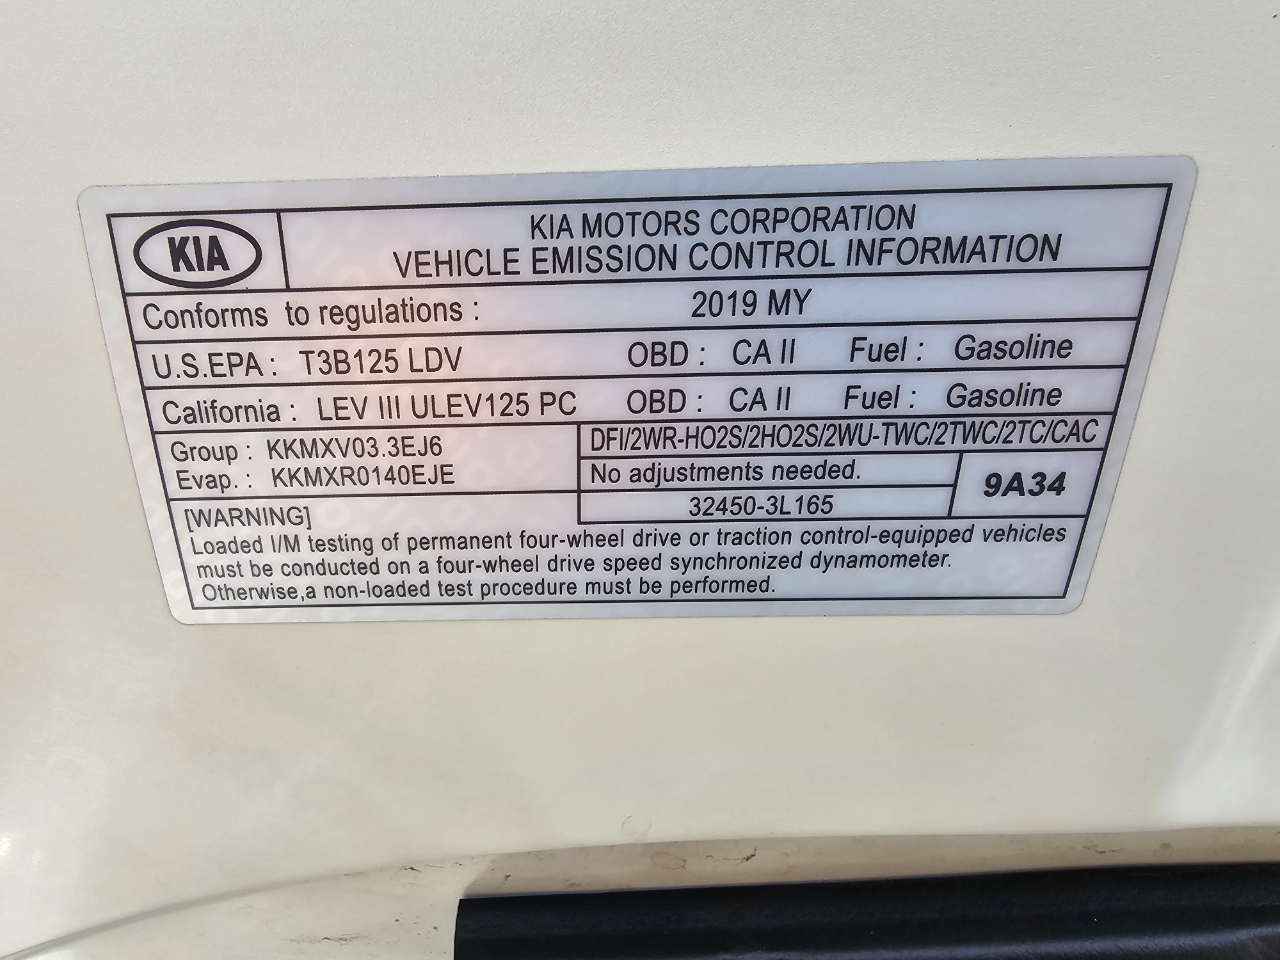 KIA
KIA MOTORS CORPORATION
VEHICLE EMISSION CONTROL INFORMATION
Conforms to regulations : 2019 MY
U.S.EPA : T3B125 LDV OBD : CA II Fuel : Gasoline
California : LEV III ULEV125 PC OBD : CA II Fuel : Gasoline
Group : KKMXV03.3EJ6
Evap. : KKMXR0140EJE
DFI/2WR-HO2S/2HO2S/2WU-TWC/2TWC/2TC/CAC
No adjustments needed.
32450-3L165
9A34
[WARNING]
Loaded I/M testing of permanent four-wheel drive or traction control-equipped vehicles
must be conducted on a four-wheel drive speed synchronized dynamometer.
Otherwise,a non-loaded test procedure must be performed.